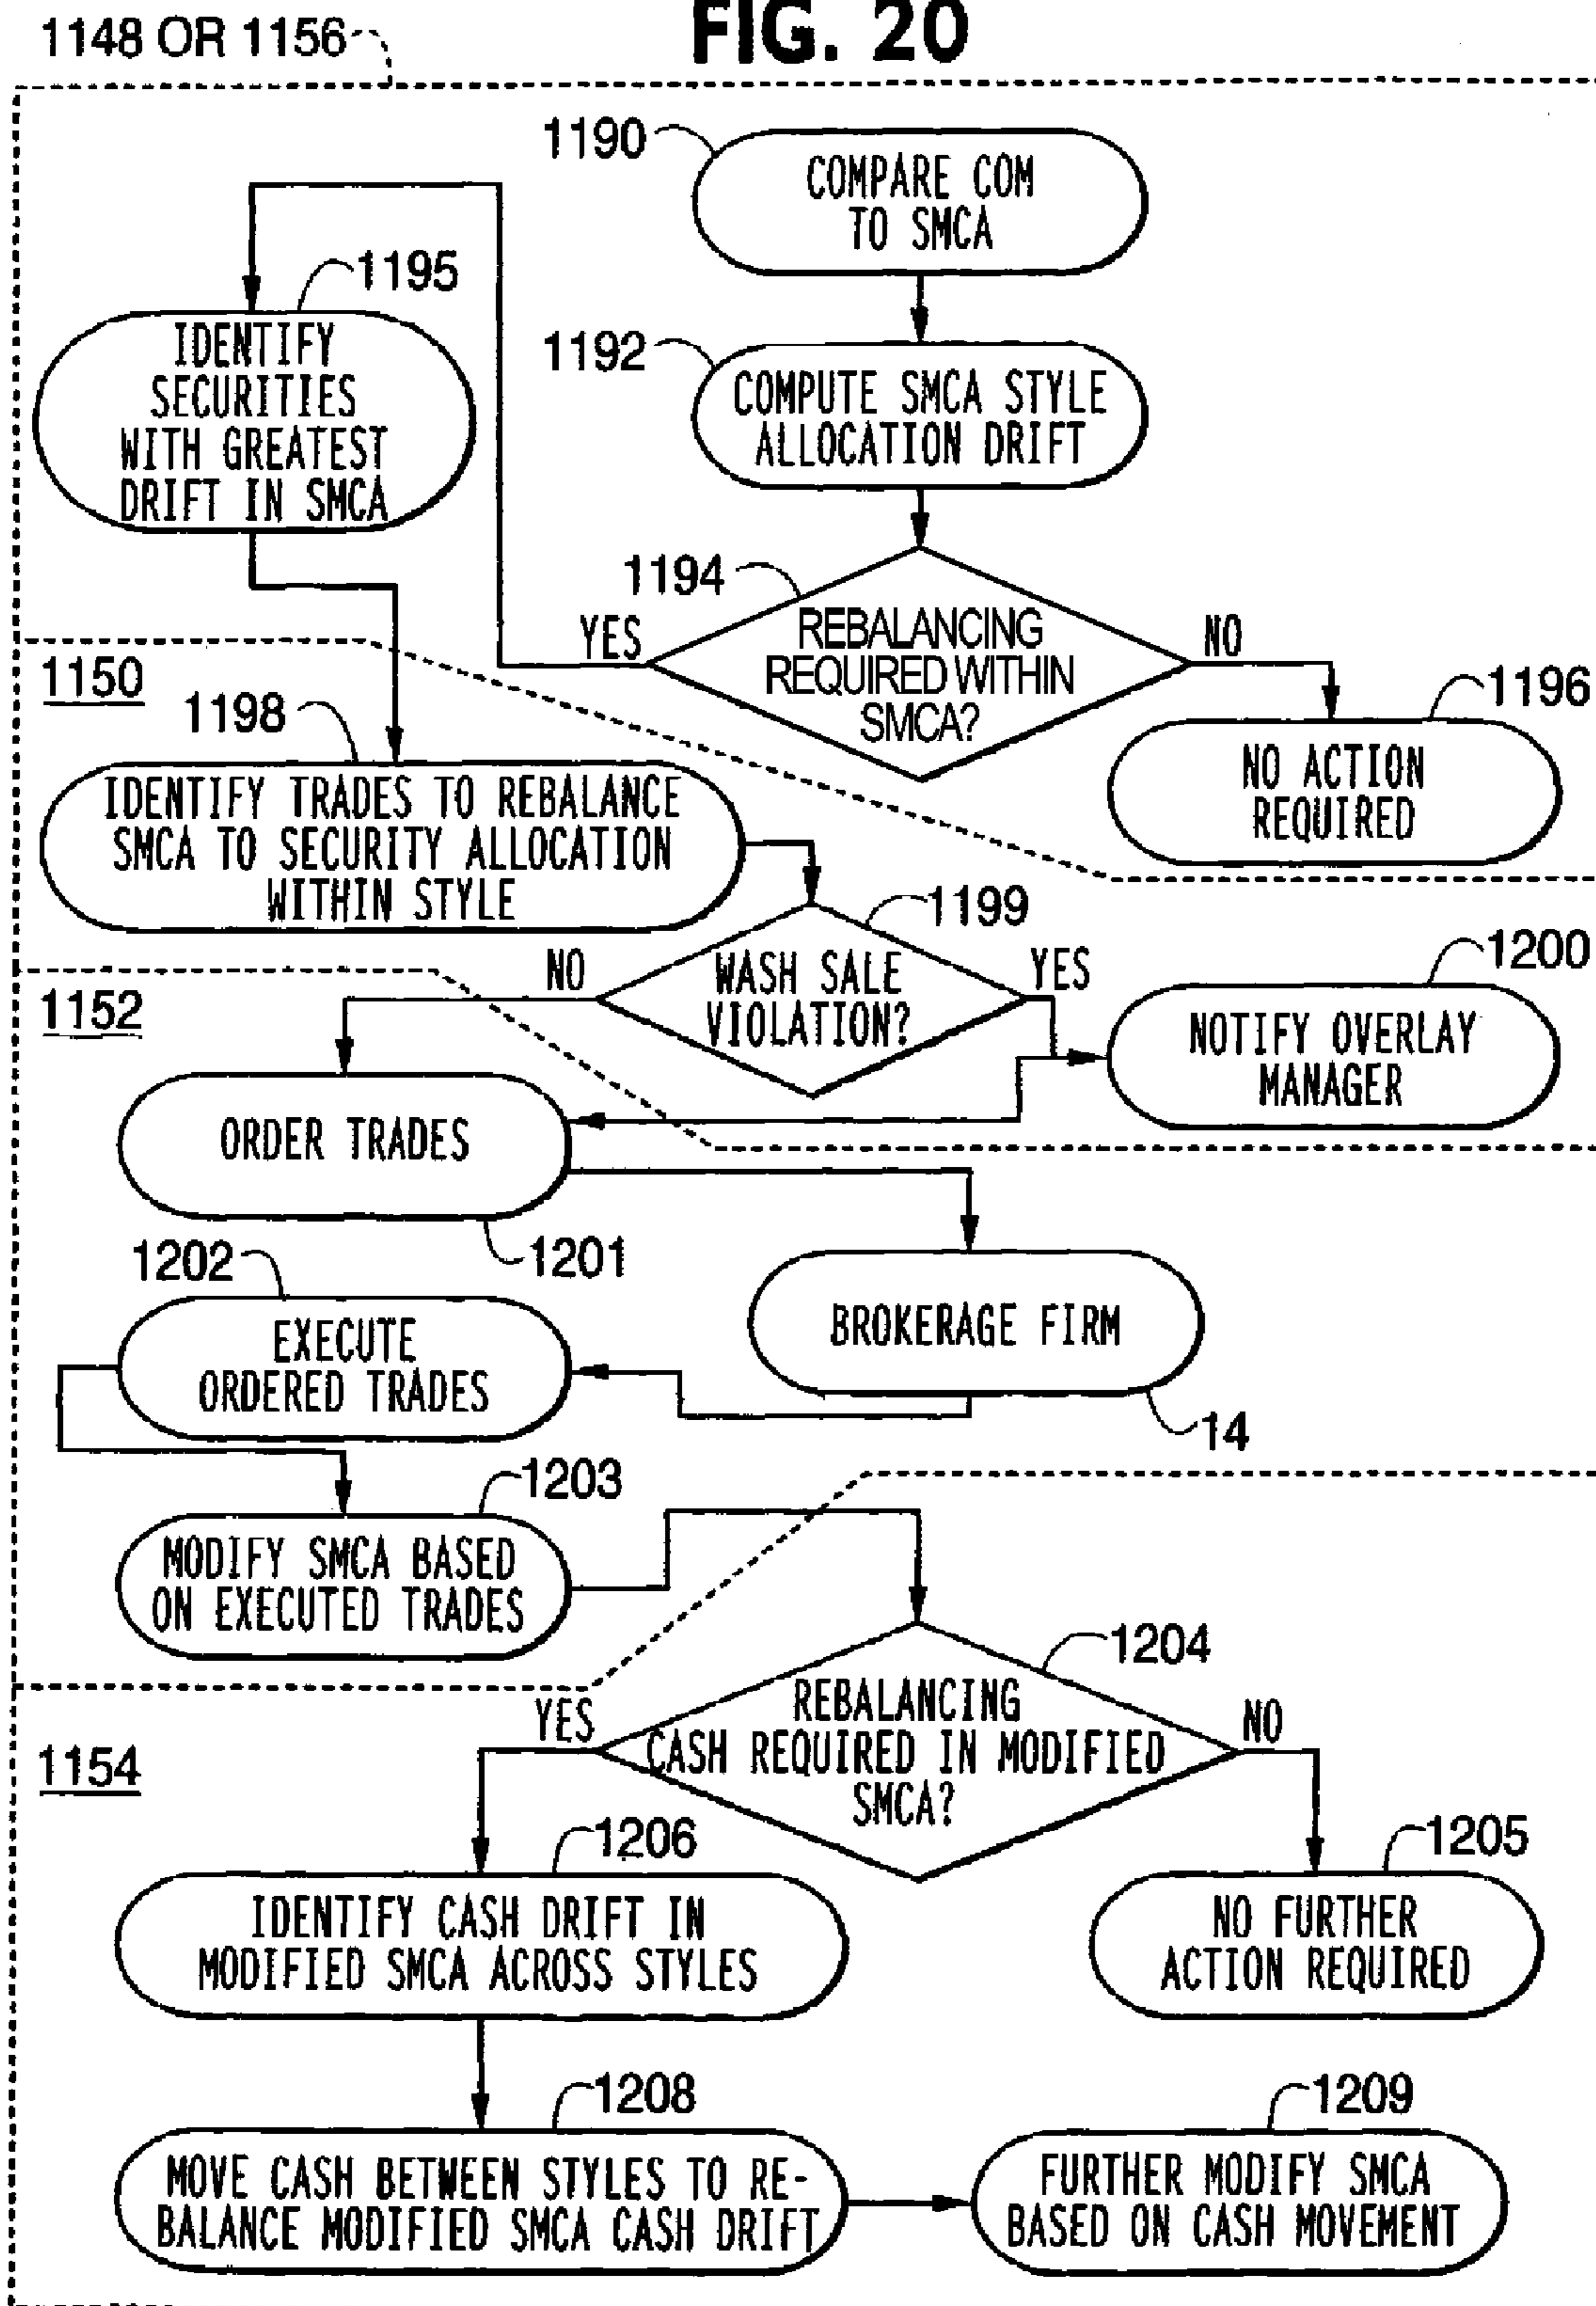 FIG. 20
1148 OR 1156
1190
COMPARE COM
TO SMCA
1195
IDENTIFY
SECURITIES
WITH GREATEST
DRIFT IN SMCA
1192
COMPUTE SMCA STYLE
ALLOCATION DRIFT
1194
REBALANCING
REQUIRED WITHIN
SMCA?
YES
NO
1196
NO ACTION
REQUIRED
1150
1198
IDENTIFY TRADES TO REBALANCE
SMCA TO SECURITY ALLOCATION
WITHIN STYLE
1199
WASH SALE
VIOLATION?
NO
YES
1200
NOTIFY OVERLAY
MANAGER
1152
ORDER TRADES
1201
BROKERAGE FIRM
14
1202
EXECUTE
ORDERED TRADES
1203
MODIFY SMCA BASED
ON EXECUTED TRADES
1204
REBALANCING
CASH REQUIRED IN MODIFIED
SMCA?
YES
NO
1154
1206
IDENTIFY CASH DRIFT IN
MODIFIED SMCA ACROSS STYLES
1205
NO FURTHER
ACTION REQUIRED
1208
MOVE CASH BETWEEN STYLES TO RE-
BALANCE MODIFIED SMCA CASH DRIFT
1209
FURTHER MODIFY SMCA
BASED ON CASH MOVEMENT